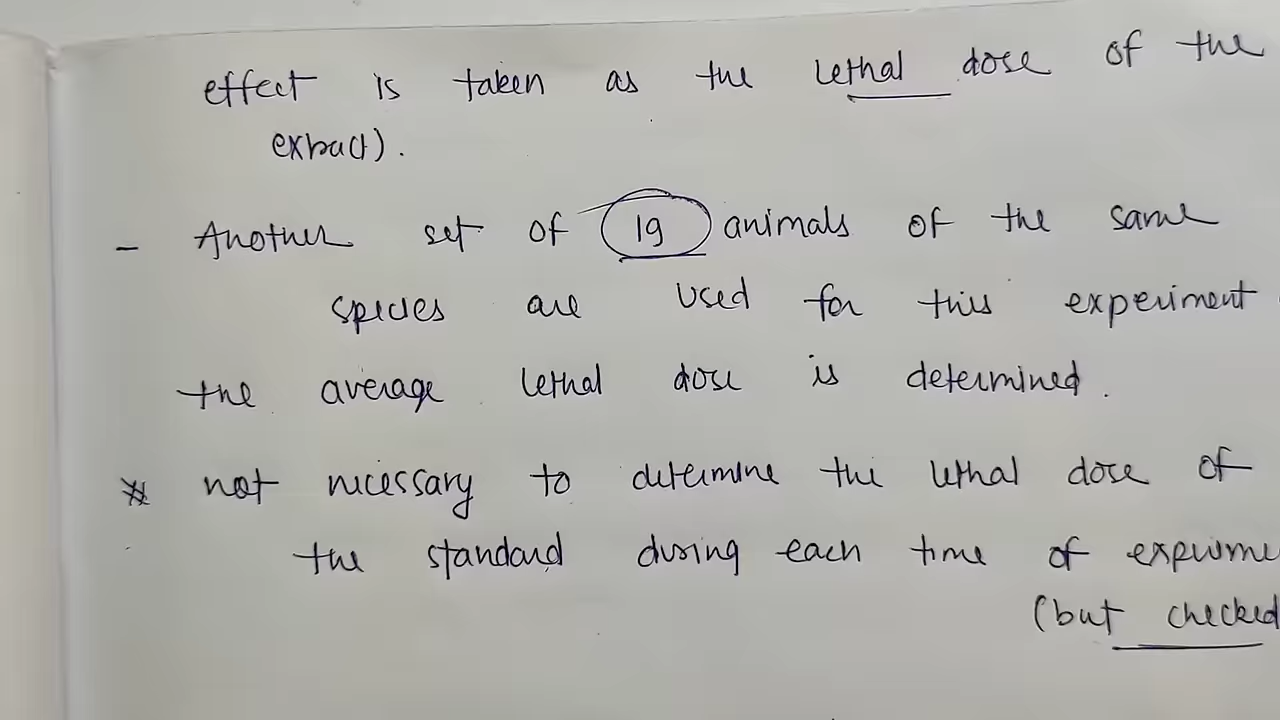 effect is taken as the lethal dose of the
extract).
- Another set of 19 animals of the same
species are used for this experiment
the average lethal dose is determined.
* not necessary to determine the lethal dose of
the standard during each time of experime
(but checked